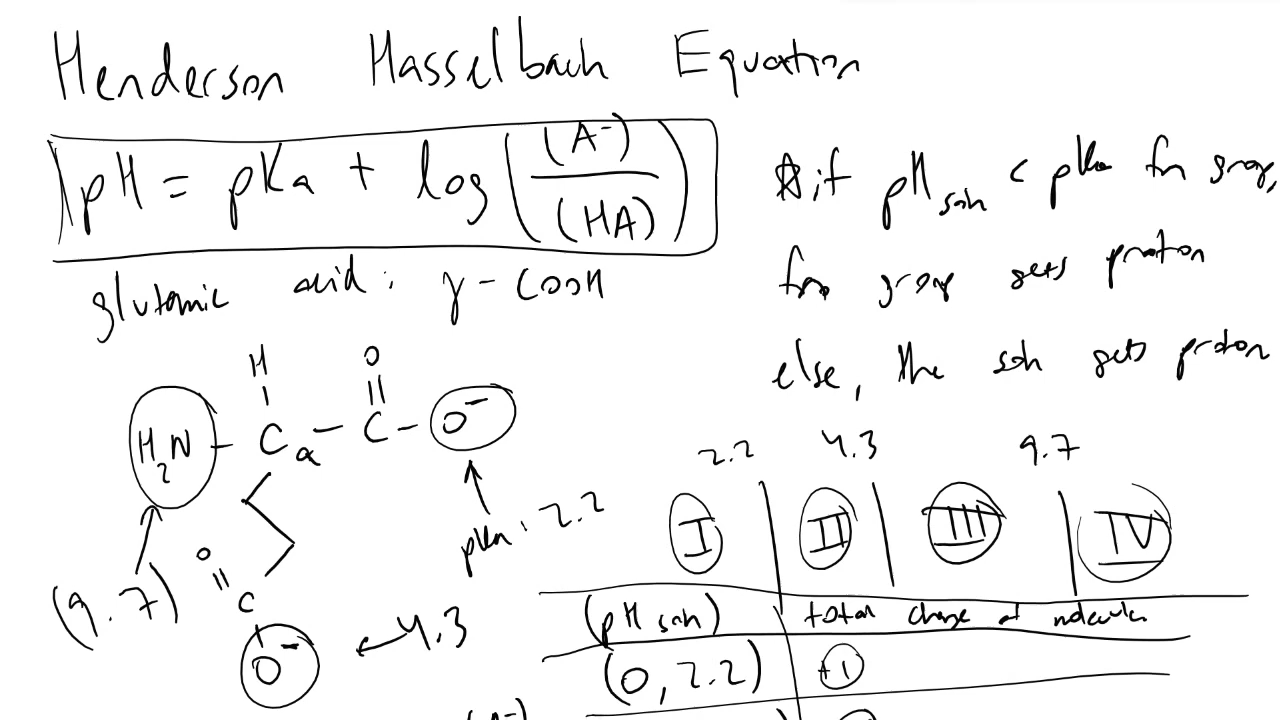 Henderson Hasselbach Equation
pH = pKa + log ((A⁻)/(HA))
☆ if pH soln < pKa for group,
glutamic acid: γ - COOH
func group gets proton
else, the soln gets proton
H O
H₂N - Cα - C - O⁻
2.2 4.3 9.7
pKa: 2.2
I II III IV
O
C
(9.7)
O⁻ ← 4.3
(pH soln) total charge of molecule
(0, 2.2) +1
(A⁻)